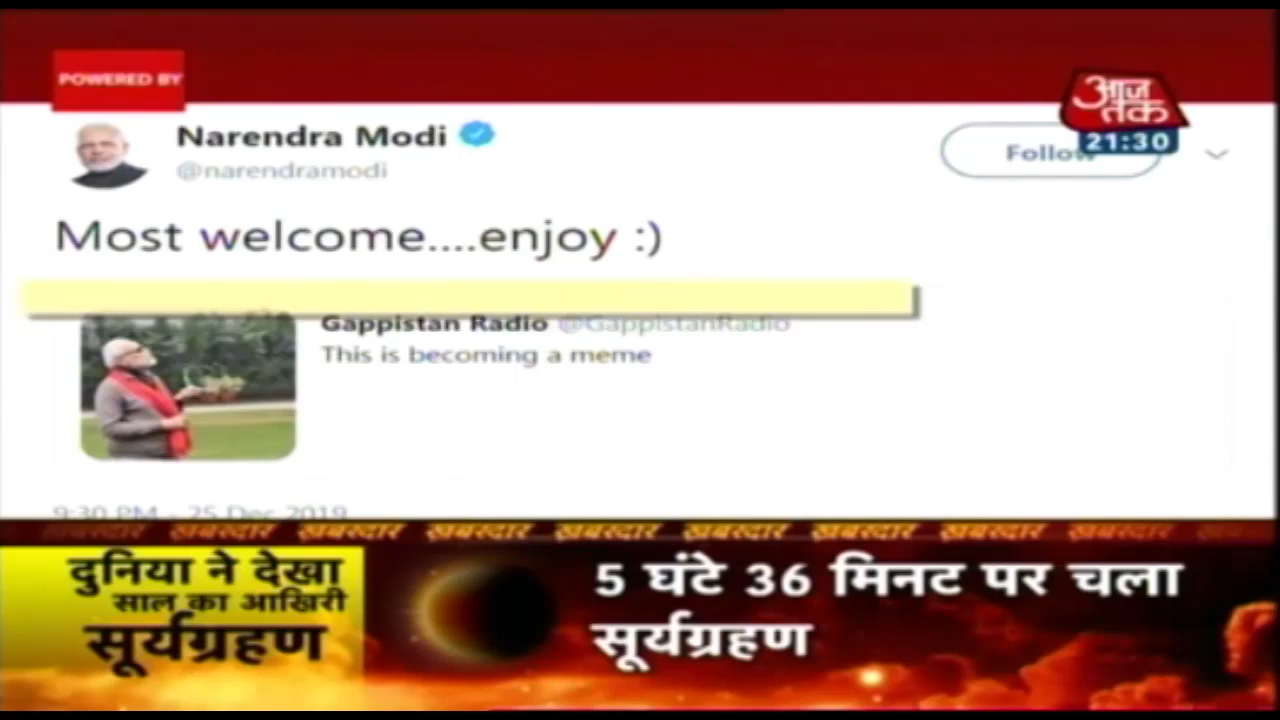 POWERED BY
आज
तक
21:30
Narendra Modi
@narendramodi
Follow
Most welcome....enjoy :)
Gappistan Radio @GappistanRadio
This is becoming a meme
9:30 PM - 25 Dec 2019
ख़बरदार ख़बरदार ख़बरदार ख़बरदार ख़बरदार ख़बरदार ख़बरदार ख़बरदार ख़बरदार
दुनिया ने देखा
साल का आखिरी
सूर्यग्रहण
5 घंटे 36 मिनट पर चला
सूर्यग्रहण